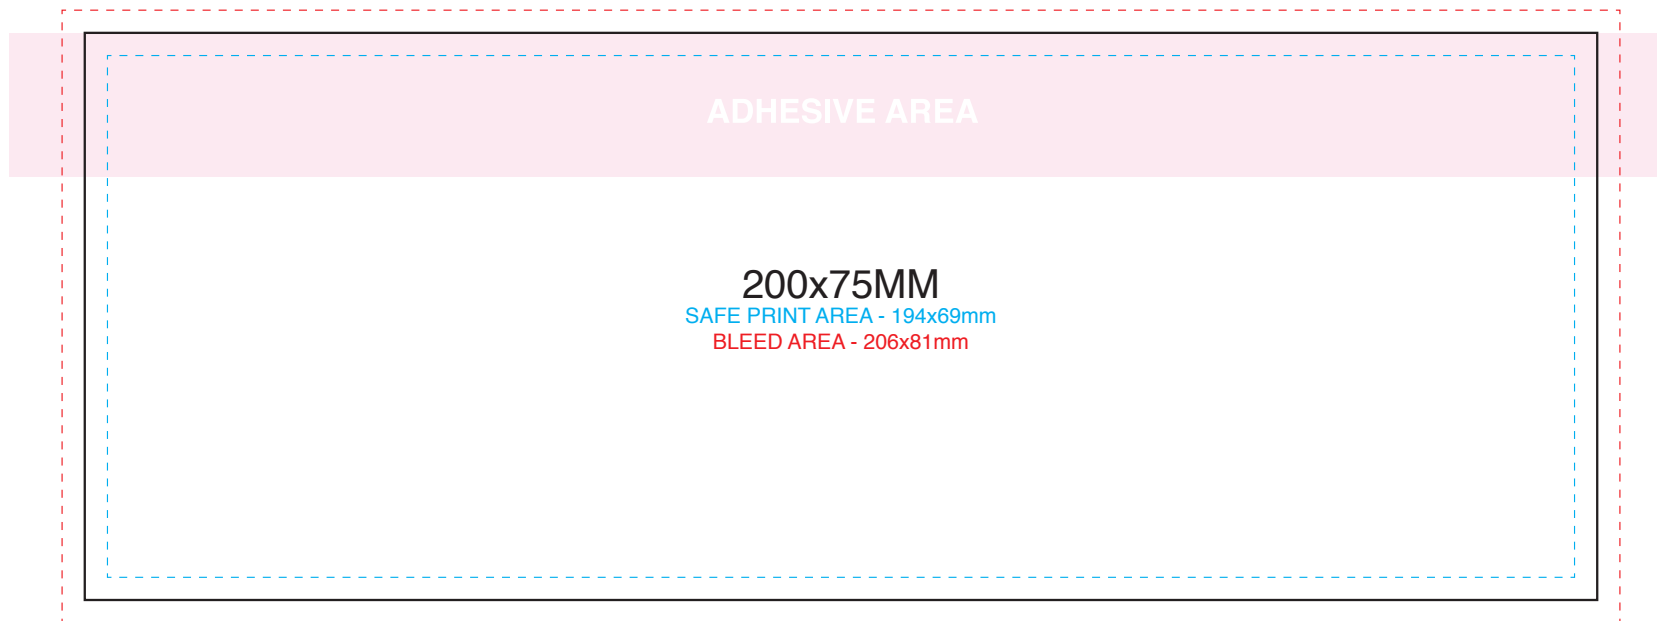 ADHESIVE AREA
200x75MM
SAFE PRINT AREA - 194x69mm
BLEED AREA - 206x81mm